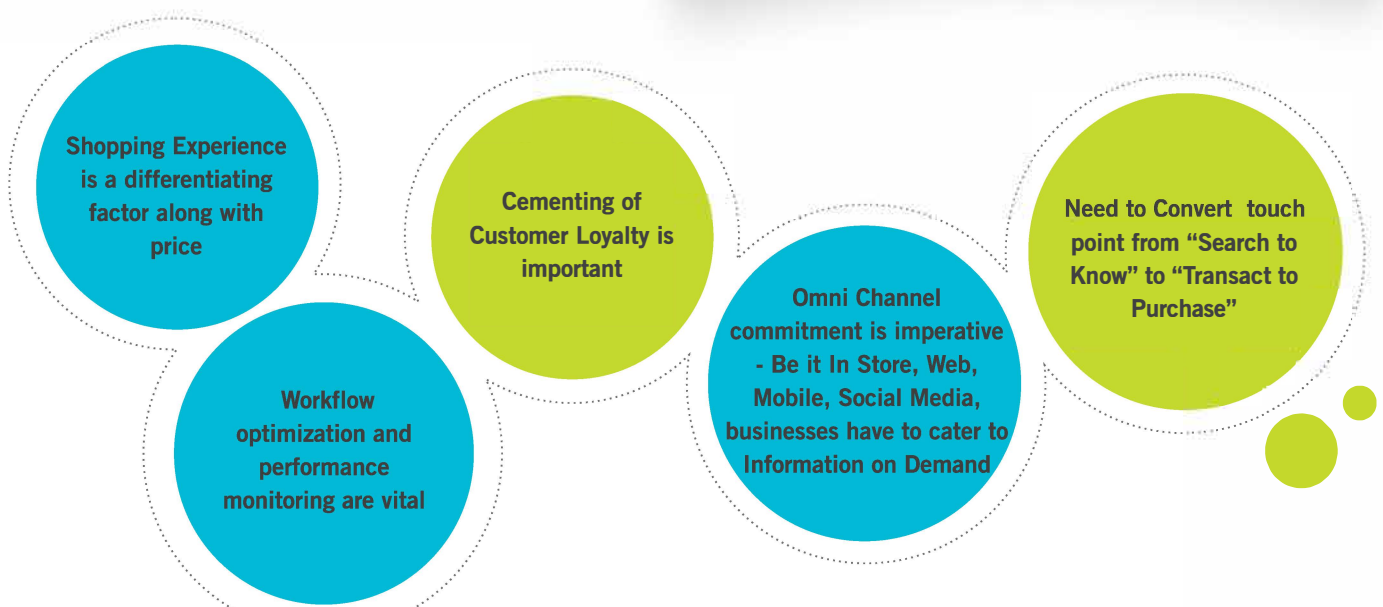 Shopping Experience
is a differentiating
factor along with
price
Workflow
optimization and
performance
monitoring are vital
Cementing of
Customer Loyalty is
important
Omni Channel
commitment is imperative
- Be it In Store, Web,
Mobile, Social Media,
businesses have to cater to
Information on Demand
Need to Convert  touch
point from “Search to
Know” to “Transact to
Purchase”